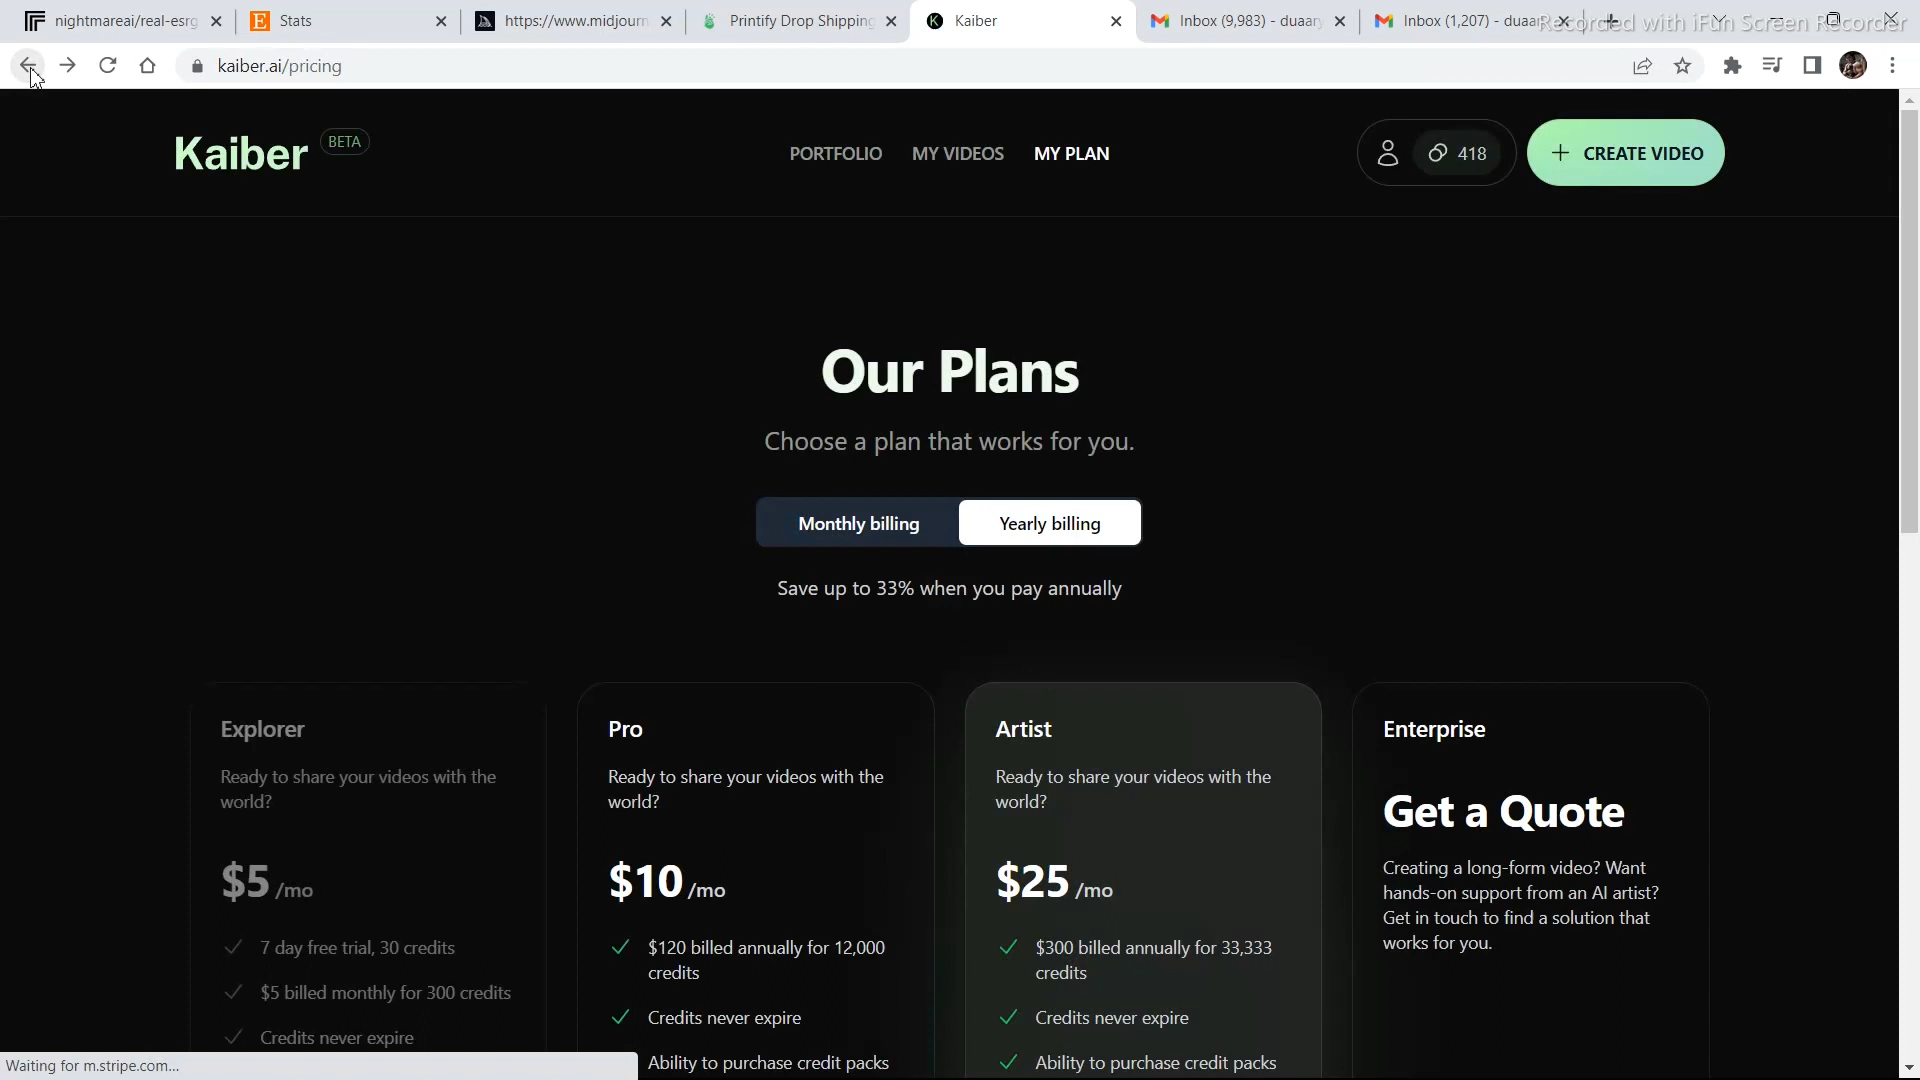 nightmareai/real-esrg
Stats
https://www.midjourn
Printify Drop Shipping
Kaiber
Inbox (9,983) - duaary
Inbox (1,207) - duaar
Recorded with iFun Screen Recorder
kaiber.ai/pricing
Kaiber
BETA
PORTFOLIO
MY VIDEOS
MY PLAN
418
CREATE VIDEO
Our Plans
Choose a plan that works for you.
Monthly billing
Yearly billing
Save up to 33% when you pay annually
Explorer
Ready to share your videos with the
world?
$5 /mo
7 day free trial, 30 credits
$5 billed monthly for 300 credits
Credits never expire
Pro
Ready to share your videos with the
world?
$10 /mo
$120 billed annually for 12,000
credits
Credits never expire
Ability to purchase credit packs
Artist
Ready to share your videos with the
world?
$25 /mo
$300 billed annually for 33,333
credits
Credits never expire
Ability to purchase credit packs
Enterprise
Get a Quote
Creating a long-form video? Want
hands-on support from an AI artist?
Get in touch to find a solution that
works for you.
Waiting for m.stripe.com...